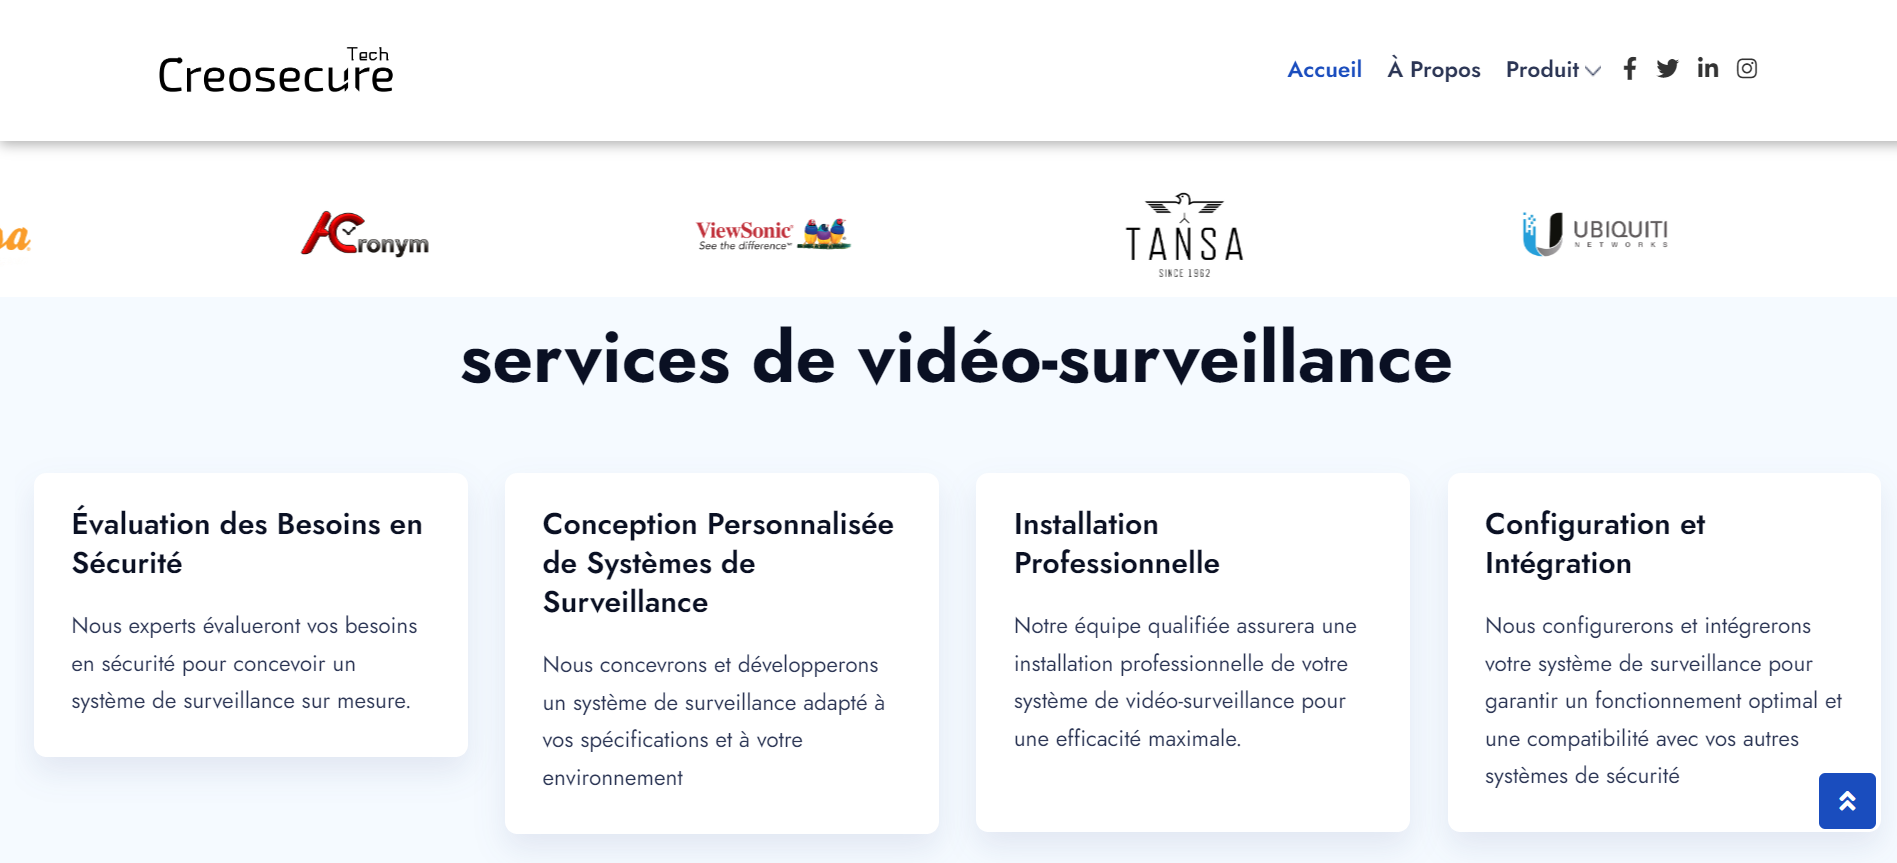 Creosecure Tech
Accueil À Propos Produit
ronym
ViewSonic
See the difference™
TANSA
SINCE 1962
UBIQUITI
NETWORKS
services de vidéo-surveillance
Évaluation des Besoins en
Sécurité
Nous experts évalueront vos besoins
en sécurité pour concevoir un
système de surveillance sur mesure.
Conception Personnalisée
de Systèmes de
Surveillance
Nous concevrons et développerons
un système de surveillance adapté à
vos spécifications et à votre
environnement
Installation
Professionnelle
Notre équipe qualifiée assurera une
installation professionnelle de votre
système de vidéo-surveillance pour
une efficacité maximale.
Configuration et
Intégration
Nous configurerons et intégrerons
votre système de surveillance pour
garantir un fonctionnement optimal et
une compatibilité avec vos autres
systèmes de sécurité